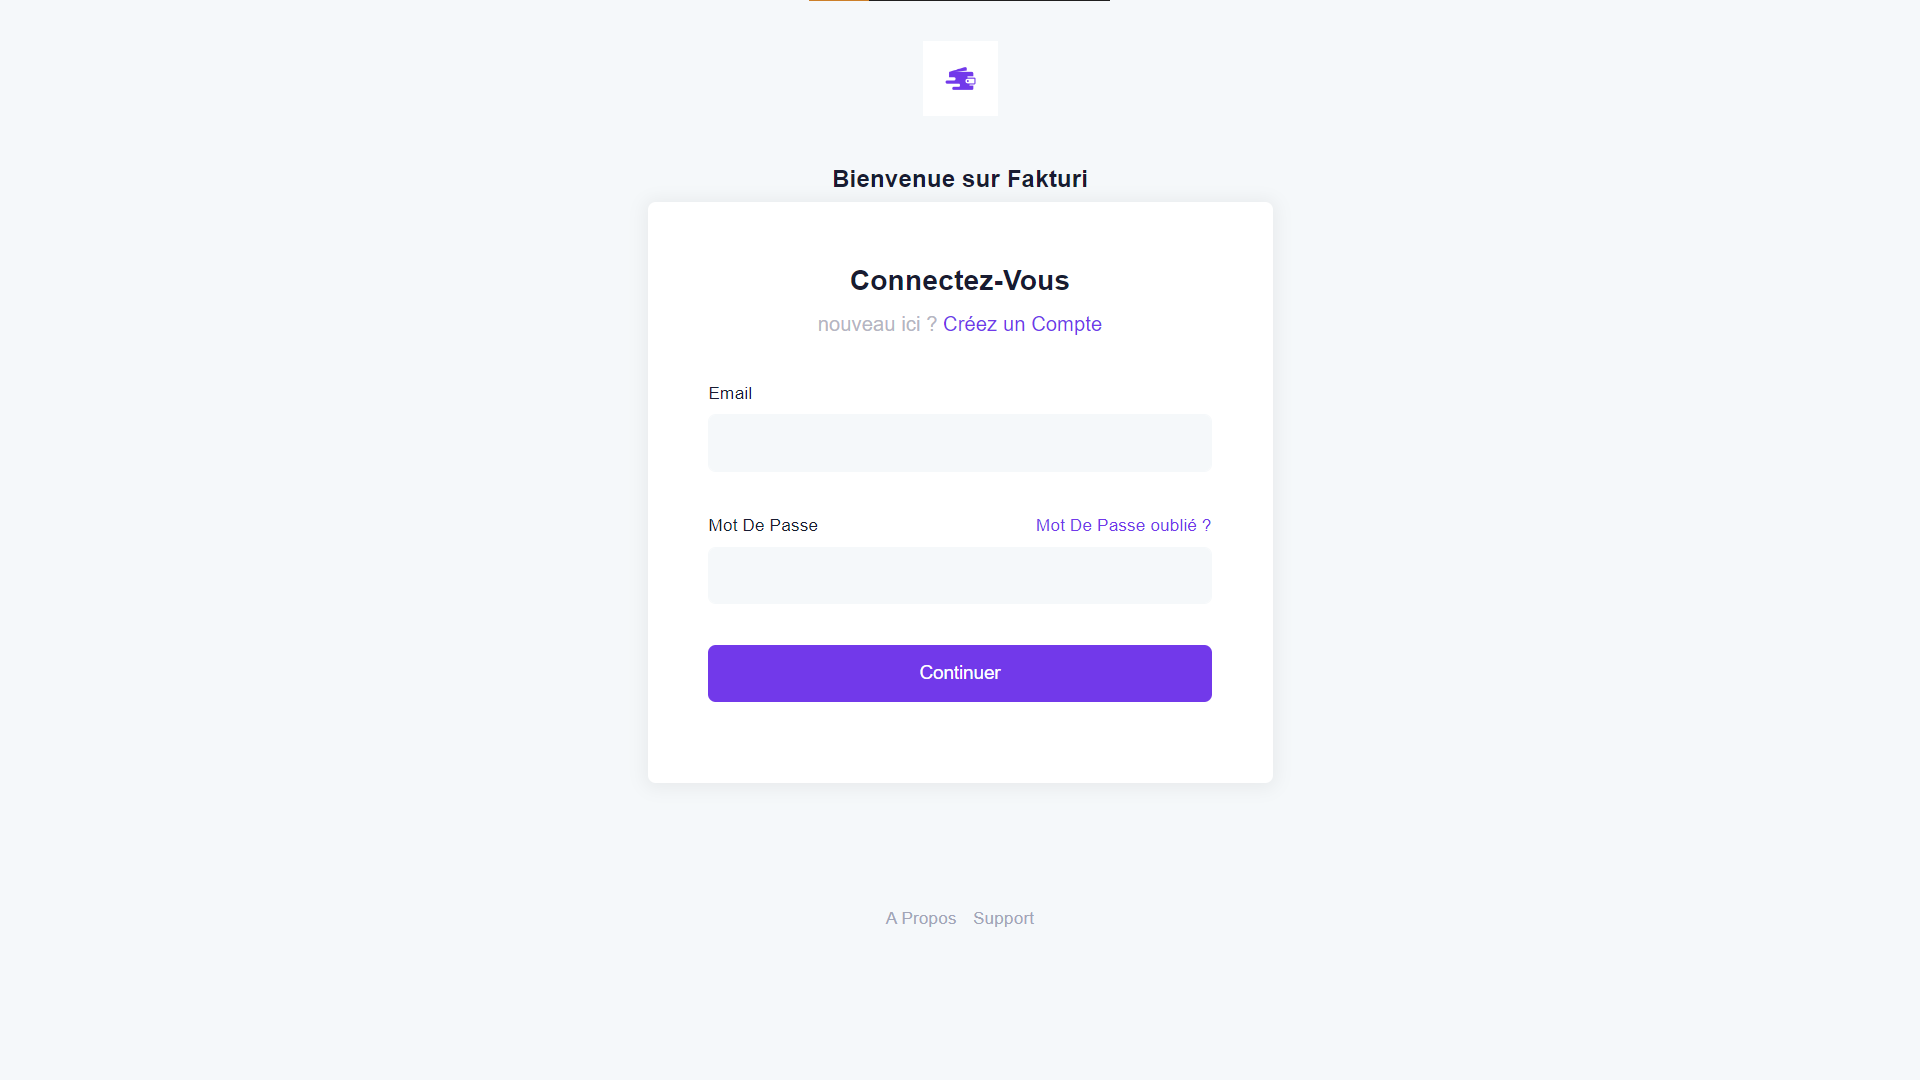 Bienvenue sur Fakturi
Connectez-Vous
nouveau ici ? Créez un Compte
Email
Mot De Passe
Mot De Passe oublié ?
Continuer
A Propos
Support